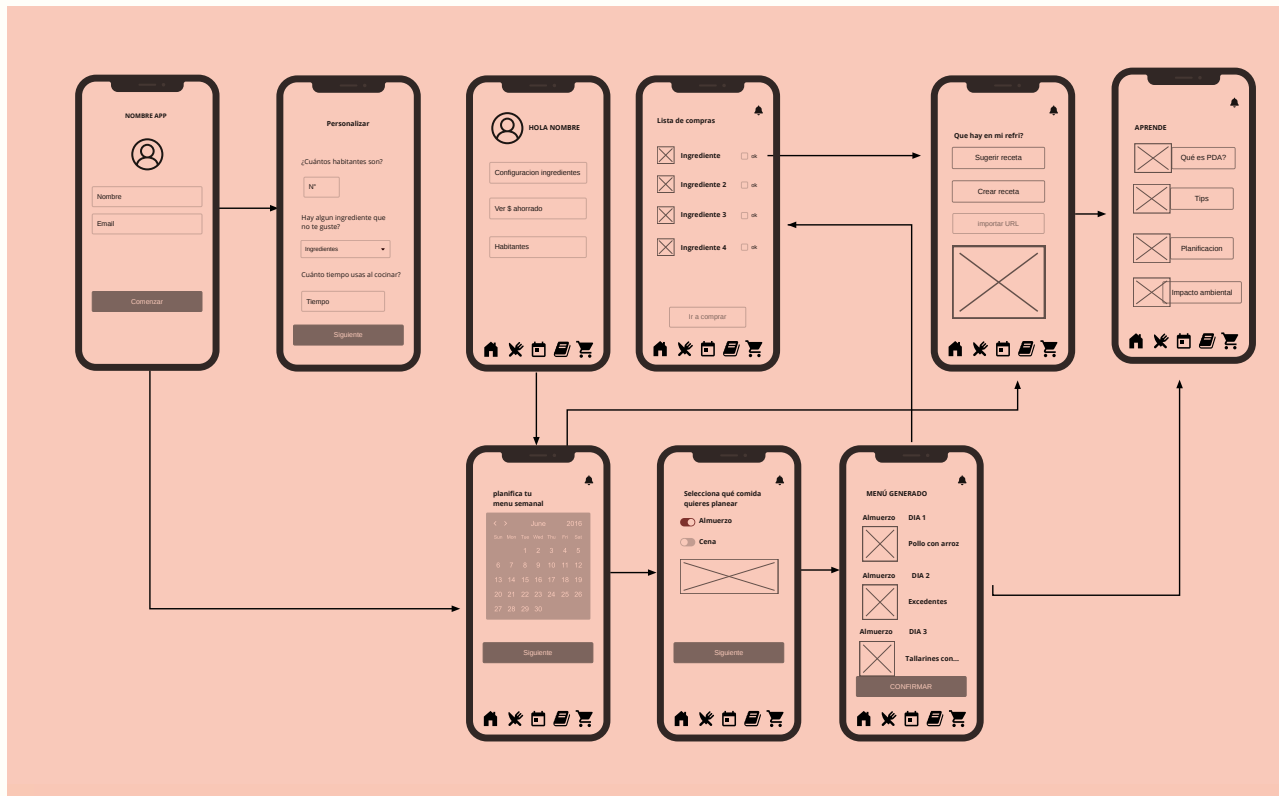 NOMBRE APP
Nombre
Email
Comenzar
Personalizar
¿Cuántos habitantes son?
N°
Hay algun ingrediente que
no te guste?
Ingredientes
Cuánto tiempo usas al cocinar?
Tiempo
Siguiente
HOLA NOMBRE
Configuracion ingredientes
Ver $ ahorrado
Habitantes
Lista de compras
Ingrediente ok
Ingrediente 2 ok
Ingrediente 3 ok
Ingrediente 4 ok
Ir a comprar
Que hay en mi refri?
Sugerir receta
Crear receta
importar URL
APRENDE
Qué es PDA?
Tips
Planificacion
Impacto ambiental
planifica tu
menu semanal
June 2016
Sun Mon Tue Wed Thu Fri Sat
1 2 3 4 5
6 7 8 9 10 11 12
13 14 15 16 17 18 19
20 21 22 23 24 25 26
27 28 29 30
Siguiente
Selecciona qué comida
quieres planear
Almuerzo
Cena
Siguiente
MENÚ GENERADO
Almuerzo DIA 1
Pollo con arroz
Almuerzo DIA 2
Excedentes
Almuerzo DIA 3
Tallarines con...
CONFIRMAR